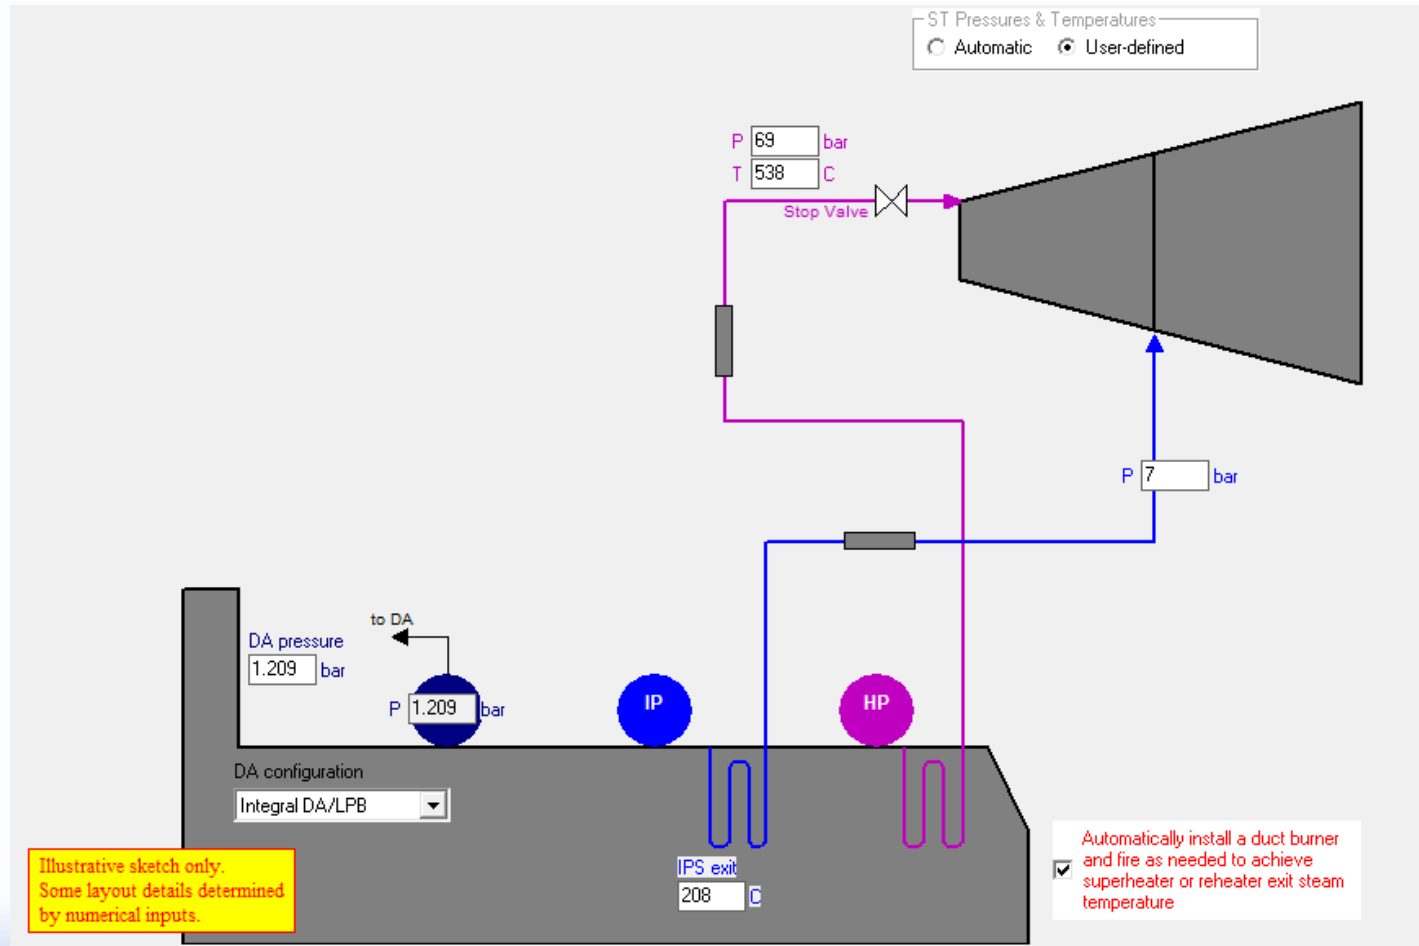 ST Pressures & Temperatures
Automatic User-defined
P 69 bar
T 538 C
Stop Valve
P 7 bar
to DA
DA pressure
1.209 bar
P 1.209 bar
IP
HP
DA configuration
Integral DA/LPB
IPS exit
208 C
Illustrative sketch only.
Some layout details determined
by numerical inputs.
Automatically install a duct burner
and fire as needed to achieve
superheater or reheater exit steam
temperature